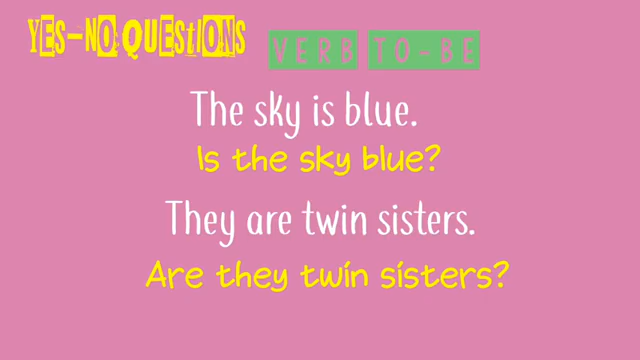 YES-NO QUESTIONS
VERB TO-BE
The sky is blue.
Is the sky blue?
They are twin sisters.
Are they twin sisters?